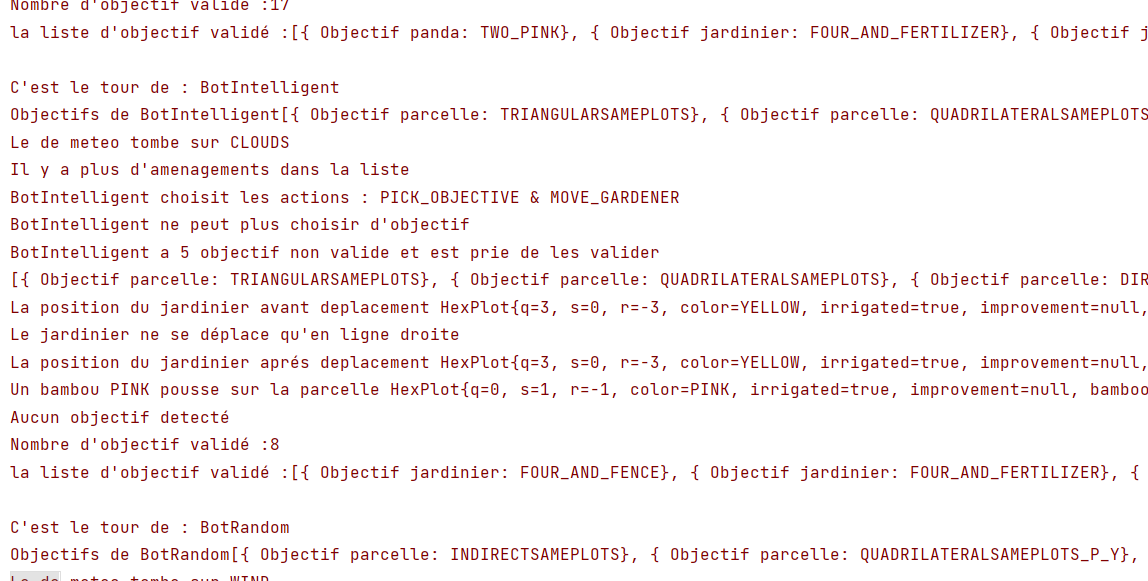 Nombre d'objectif validé :17
la liste d'objectif validé :[{ Objectif panda: TWO_PINK}, { Objectif jardinier: FOUR_AND_FERTILIZER}, { Objectif j
C'est le tour de : BotIntelligent
Objectifs de BotIntelligent[{ Objectif parcelle: TRIANGULARSAMEPLOTS}, { Objectif parcelle: QUADRILATERALSAMEPLOTS
Le de meteo tombe sur CLOUDS
Il y a plus d'amenagements dans la liste
BotIntelligent choisit les actions : PICK_OBJECTIVE & MOVE_GARDENER
BotIntelligent ne peut plus choisir d'objectif
BotIntelligent a 5 objectif non valide et est prie de les valider
[{ Objectif parcelle: TRIANGULARSAMEPLOTS}, { Objectif parcelle: QUADRILATERALSAMEPLOTS}, { Objectif parcelle: DIR
La position du jardinier avant deplacement HexPlot{q=3, s=0, r=-3, color=YELLOW, irrigated=true, improvement=null,
Le jardinier ne se déplace qu'en ligne droite
La position du jardinier aprés deplacement HexPlot{q=3, s=0, r=-3, color=YELLOW, irrigated=true, improvement=null,
Un bambou PINK pousse sur la parcelle HexPlot{q=0, s=1, r=-1, color=PINK, irrigated=true, improvement=null, bamboo
Aucun objectif detecté
Nombre d'objectif validé :8
la liste d'objectif validé :[{ Objectif jardinier: FOUR_AND_FENCE}, { Objectif jardinier: FOUR_AND_FERTILIZER}, {
C'est le tour de : BotRandom
Objectifs de BotRandom[{ Objectif parcelle: INDIRECTSAMEPLOTS}, { Objectif parcelle: QUADRILATERALSAMEPLOTS_P_Y},
Le de meteo tombe sur WIND